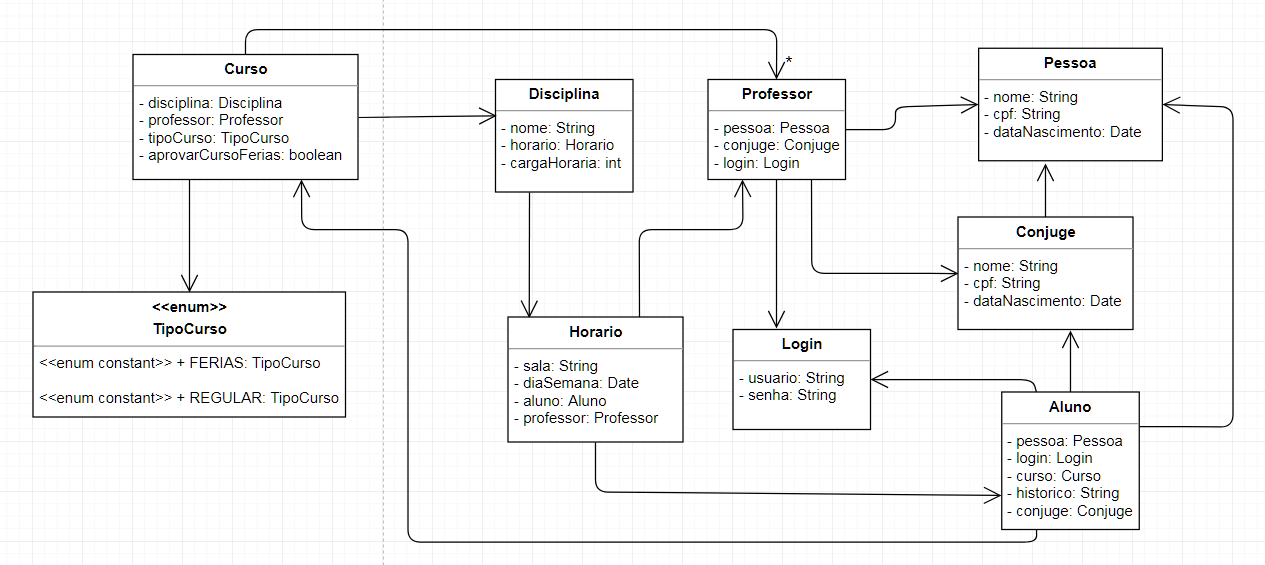 Curso
- disciplina: Disciplina
- professor: Professor
- tipoCurso: TipoCurso
- aprovarCursoFerias: boolean
Disciplina
- nome: String
- horario: Horario
- cargaHoraria: int
*
Professor
- pessoa: Pessoa
- conjuge: Conjuge
- login: Login
Pessoa
- nome: String
- cpf: String
- dataNascimento: Date
Conjuge
- nome: String
- cpf: String
- dataNascimento: Date
<<enum>>
TipoCurso
<<enum constant>> + FERIAS: TipoCurso
<<enum constant>> + REGULAR: TipoCurso
Horario
- sala: String
- diaSemana: Date
- aluno: Aluno
- professor: Professor
Login
- usuario: String
- senha: String
Aluno
- pessoa: Pessoa
- login: Login
- curso: Curso
- historico: String
- conjuge: Conjuge